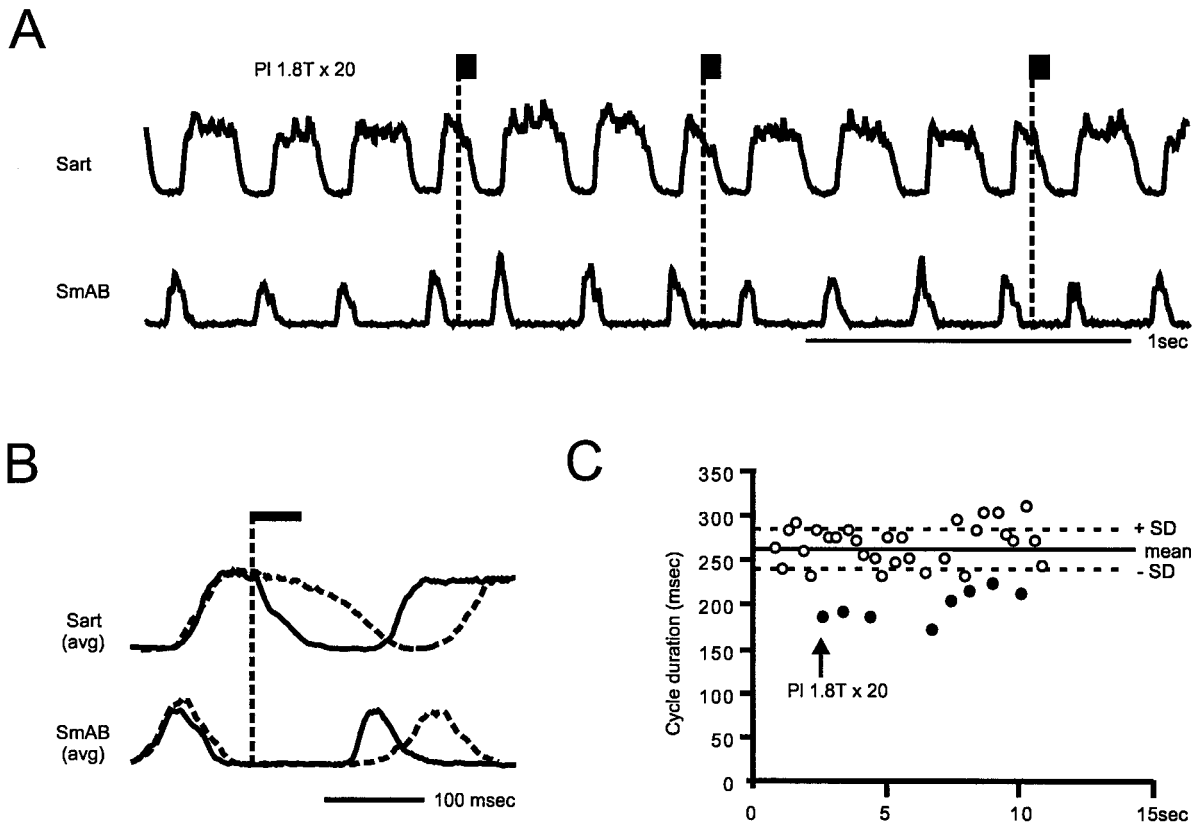 A
PI 1.8T x 20
Sart
SmAB
1sec
B
Sart
(avg)
SmAB
(avg)
100 msec
C
Cycle duration (msec)
350
300
250
200
150
100
50
0
+ SD
mean
- SD
PI 1.8T x 20
0
5
10
15sec